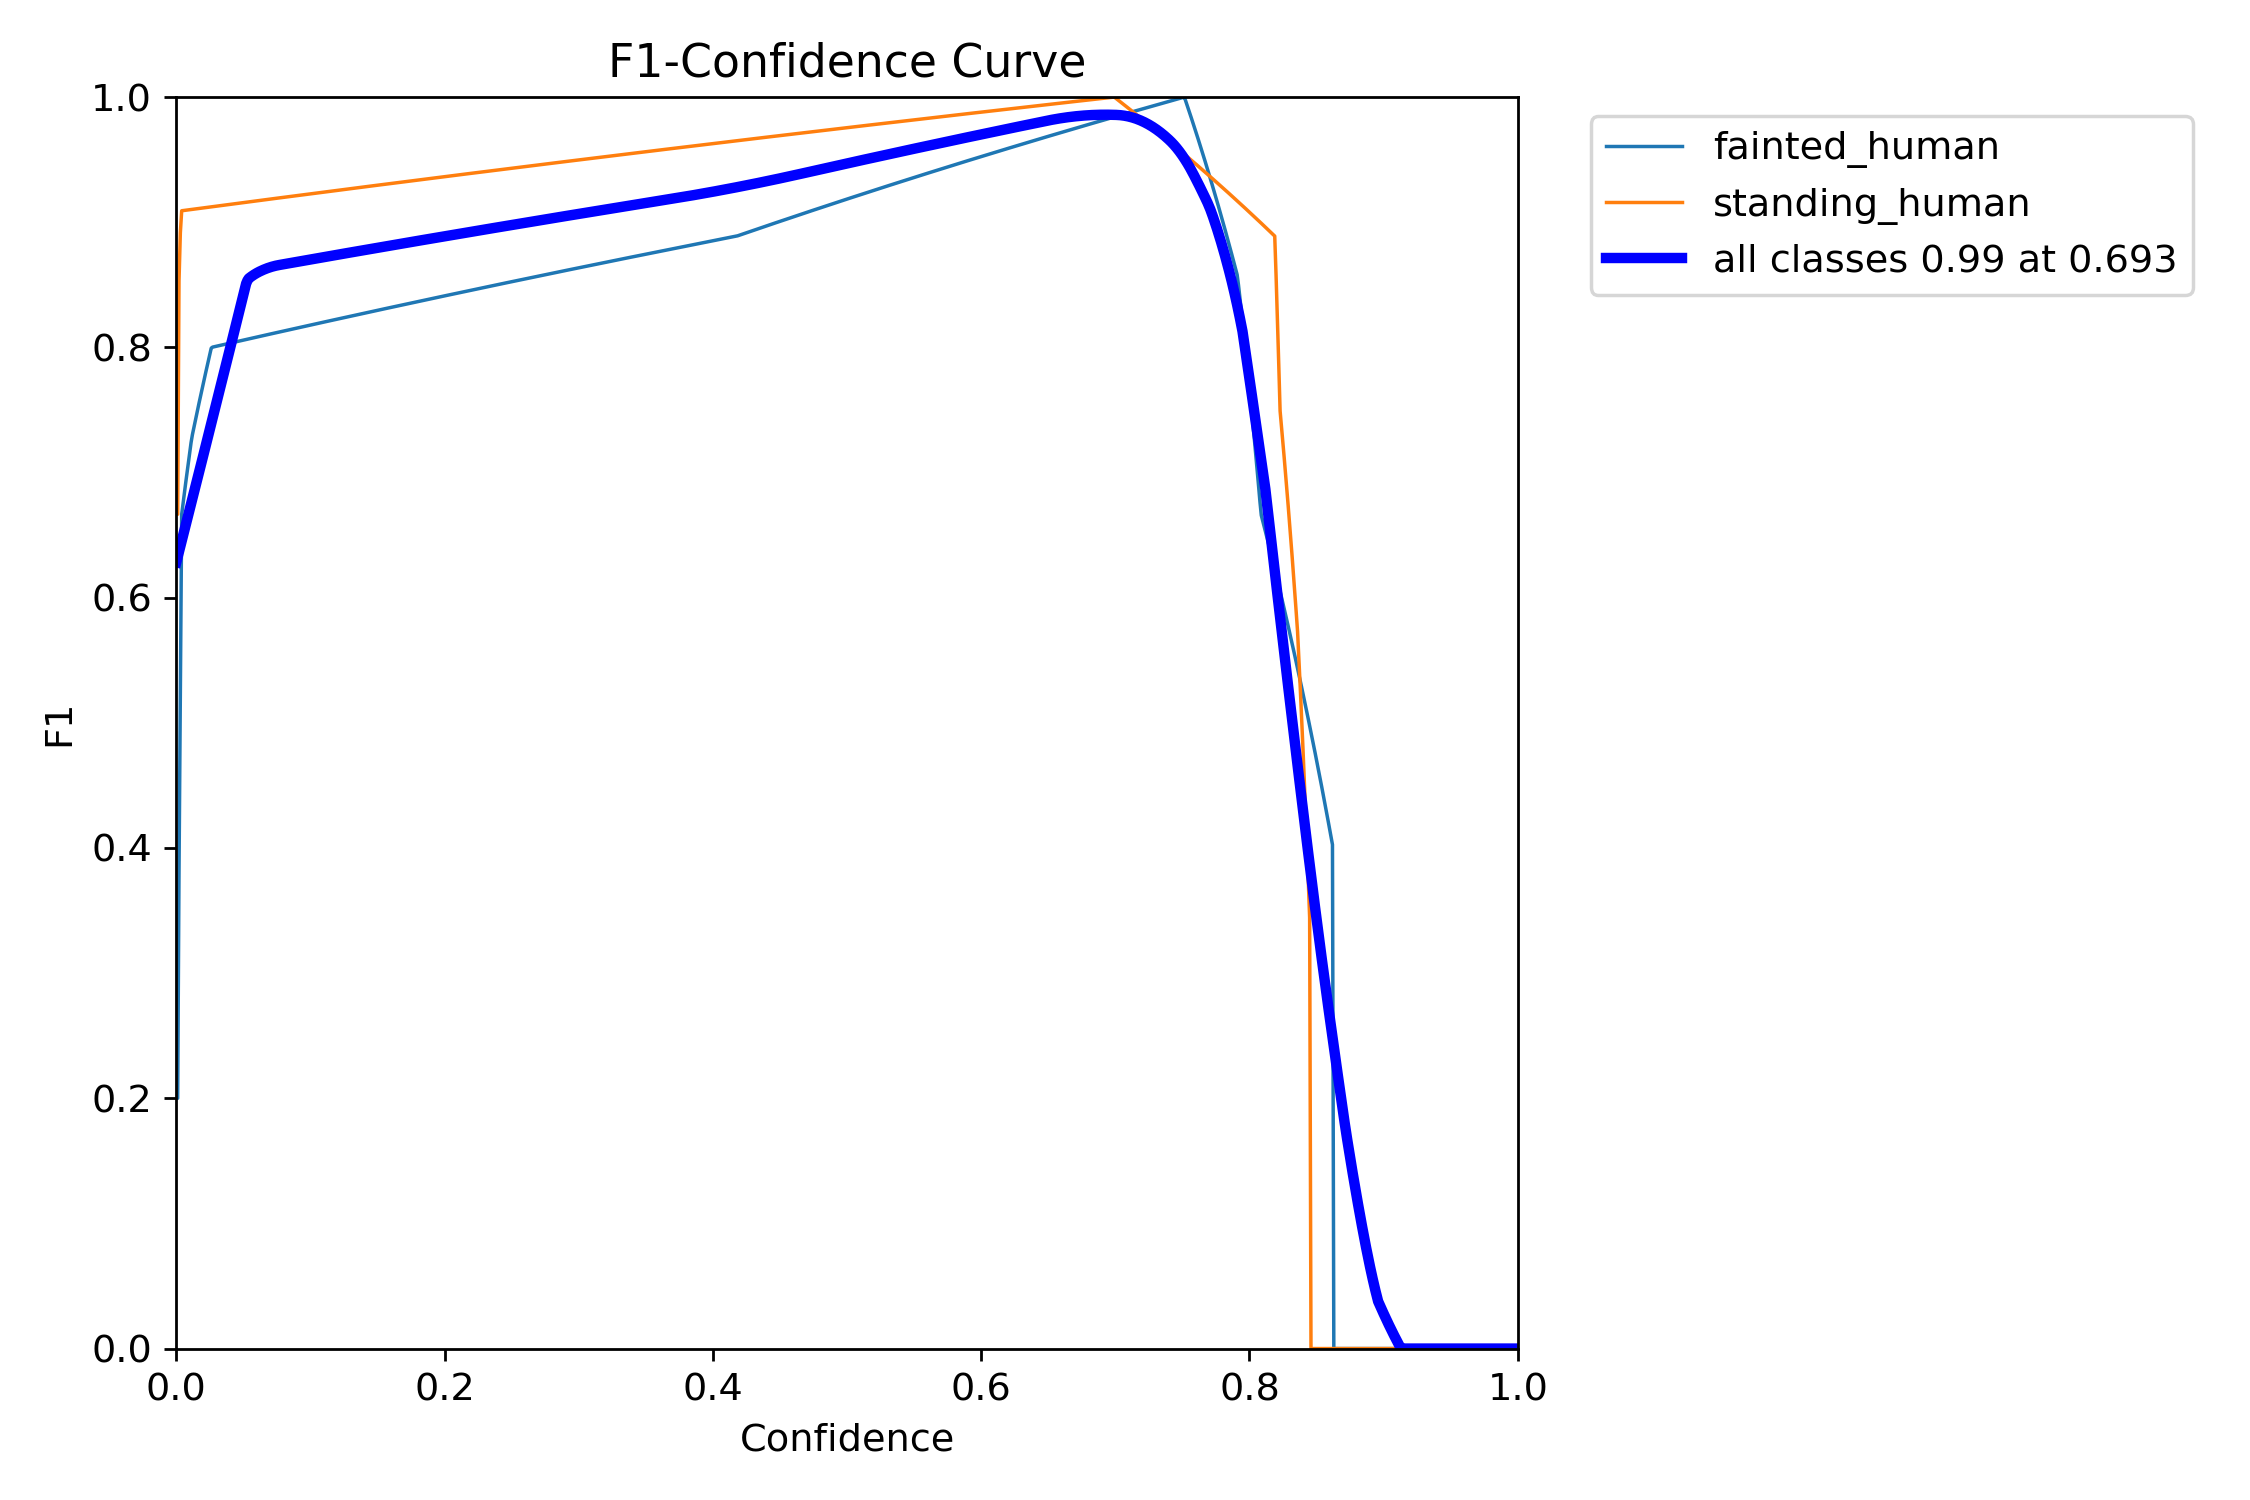 F1-Confidence Curve
1.0
0.8
0.6
0.4
0.2
0.0
F1
0.0 0.2 0.4 0.6 0.8 1.0
Confidence
fainted_human
standing_human
all classes 0.99 at 0.693